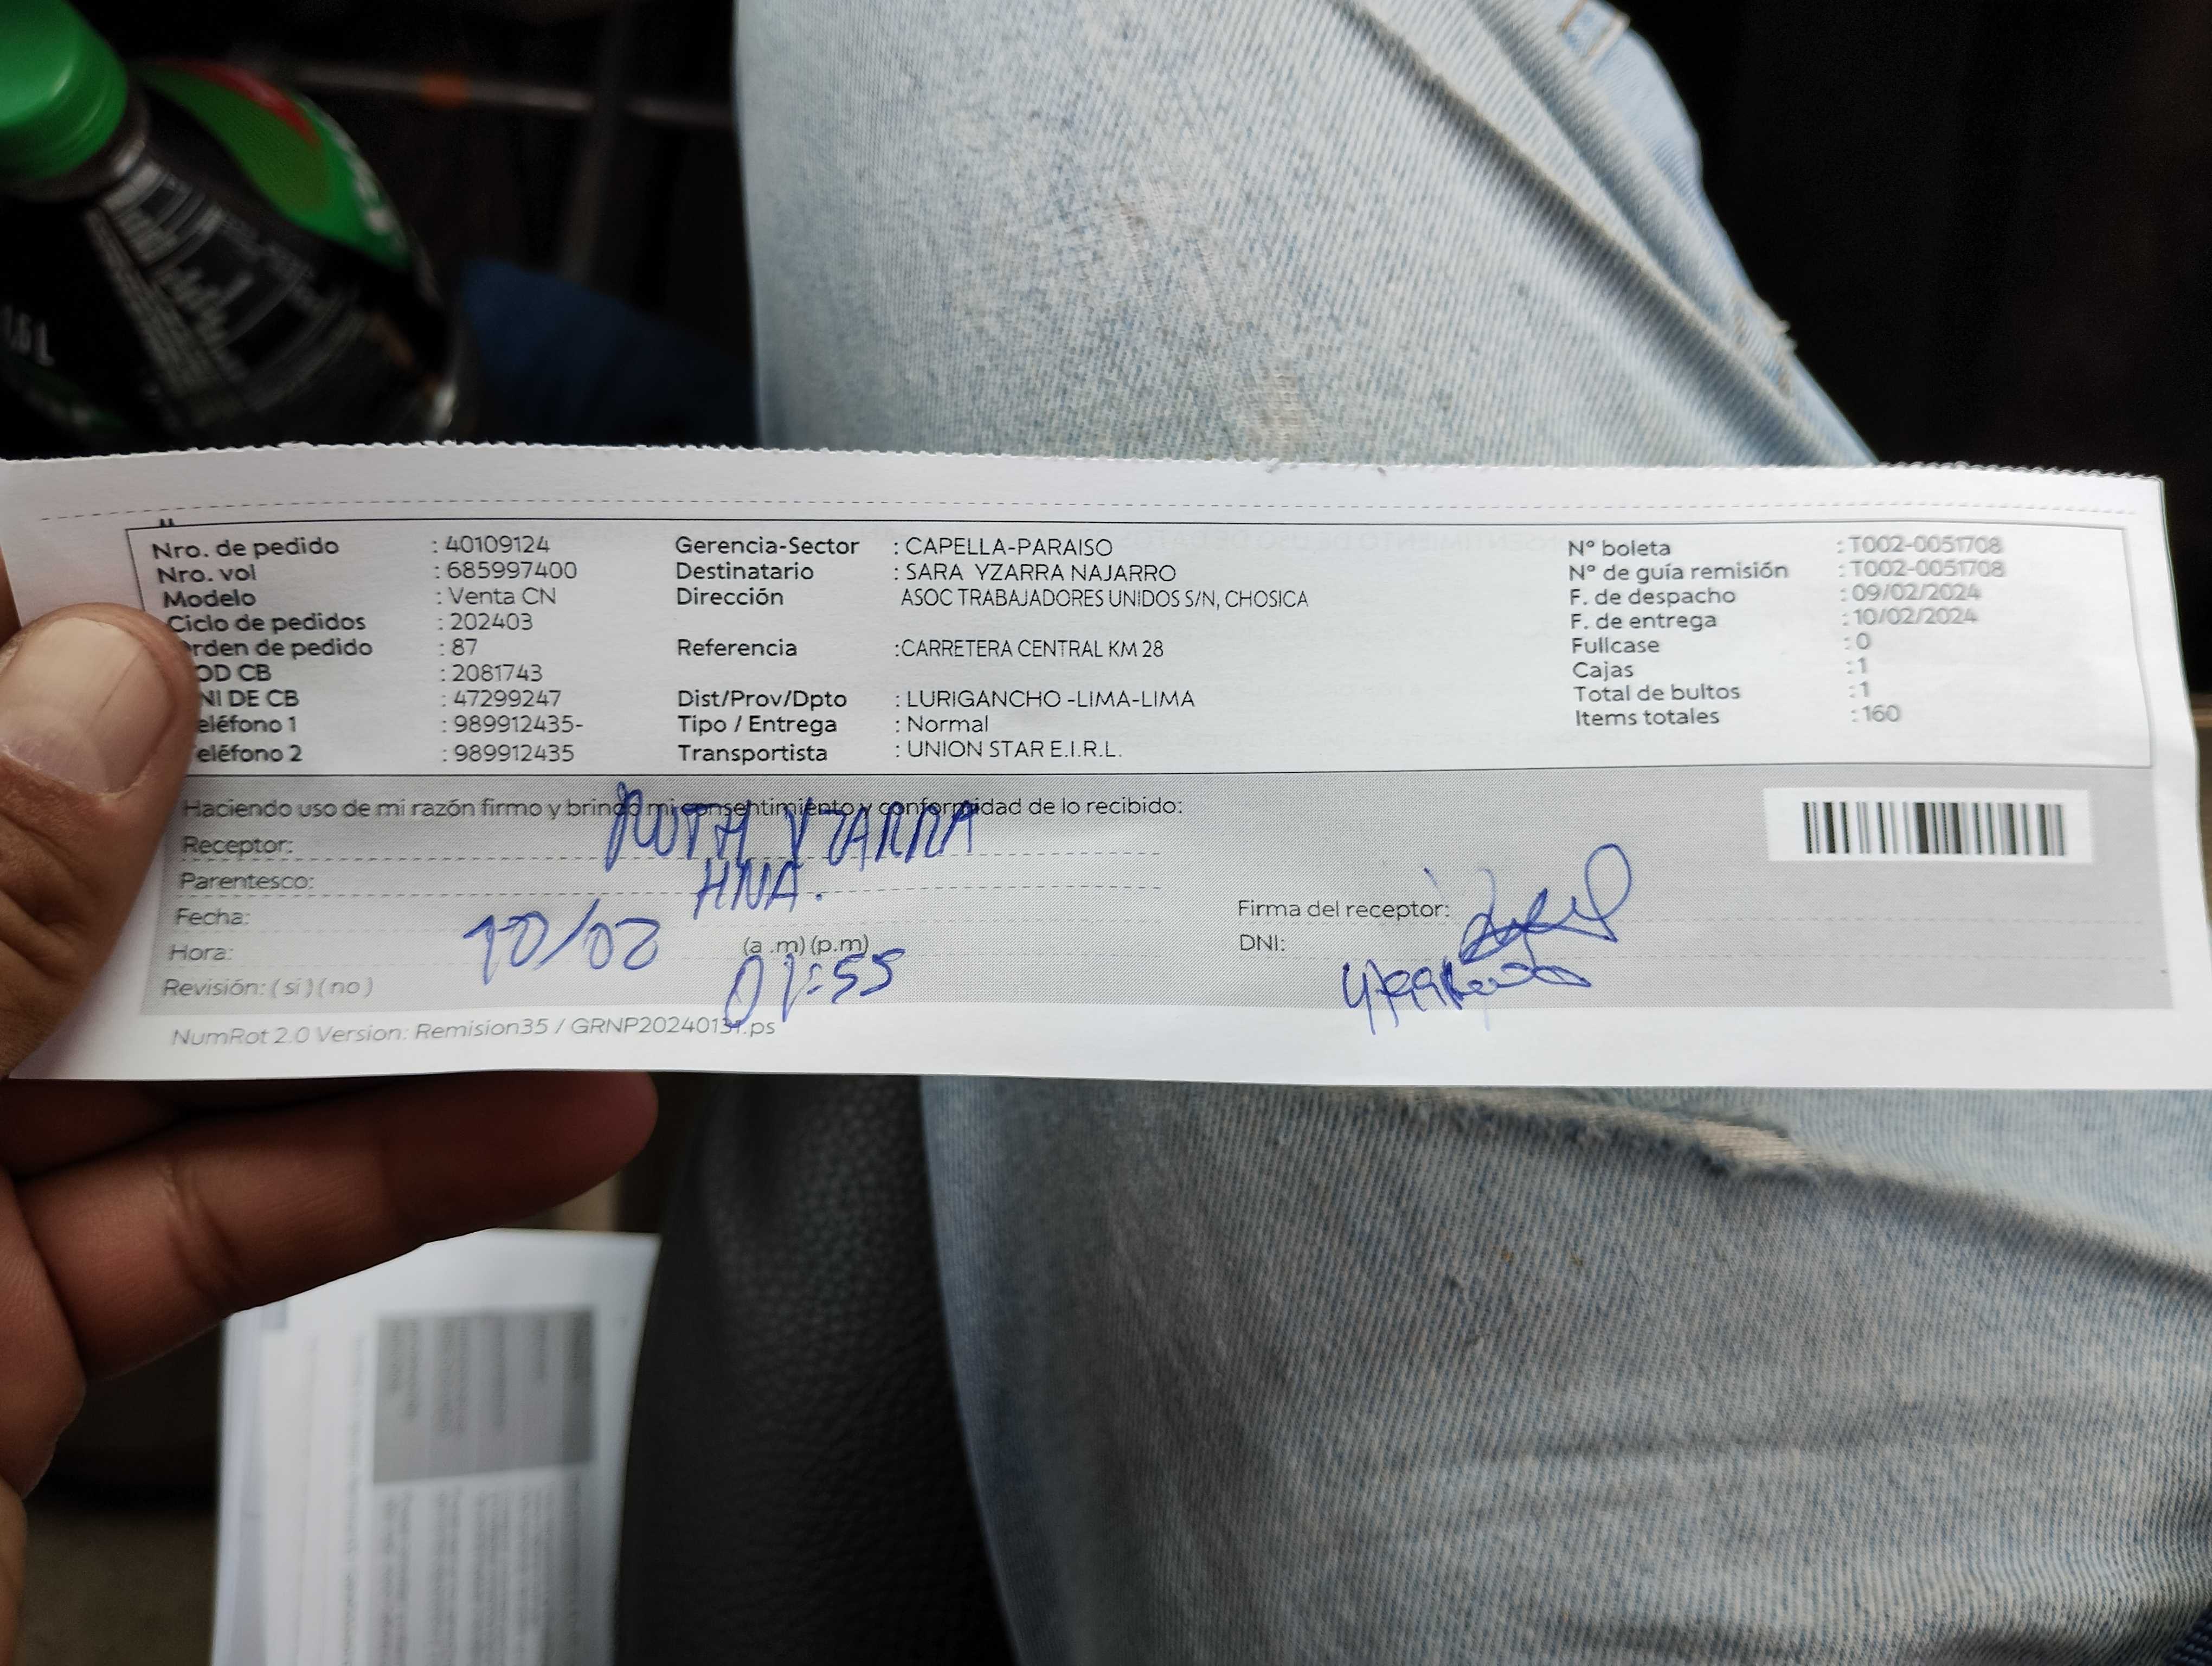 Nro. de pedido : 40109124 Gerencia-Sector : CAPELLA-PARAISO N° boleta : T002-0051708
Nro. vol : 685997400 Destinatario : SARA YZARRA NAJARRO N° de guía remisión : T002-0051708
Modelo : Venta CN Dirección ASOC TRABAJADORES UNIDOS S/N, CHOSICA F. de despacho : 09/02/2024
Ciclo de pedidos : 202403 F. de entrega : 10/02/2024
rden de pedido : 87 Referencia :CARRETERA CENTRAL KM 28 Fullcase : 0
OD CB : 2081743 Cajas : 1
NI DE CB : 47299247 Dist/Prov/Dpto : LURIGANCHO -LIMA-LIMA Total de bultos : 1
eléfono 1 : 989912435- Tipo / Entrega : Normal Items totales : 160
eléfono 2 : 989912435 Transportista : UNION STAR E.I.R.L.
Haciendo uso de mi razón firmo y brindo mi consentimiento y conformidad de lo recibido:
Receptor: RUTH YZARRA
Parentesco: HNA.
Fecha: 10/02 Firma del receptor:
Hora: (a .m) (p.m) 01:55 DNI:
Revisión: ( si ) ( no )
NumRot 2.0 Version: Remision35 / GRNP20240131.ps
1.5 L